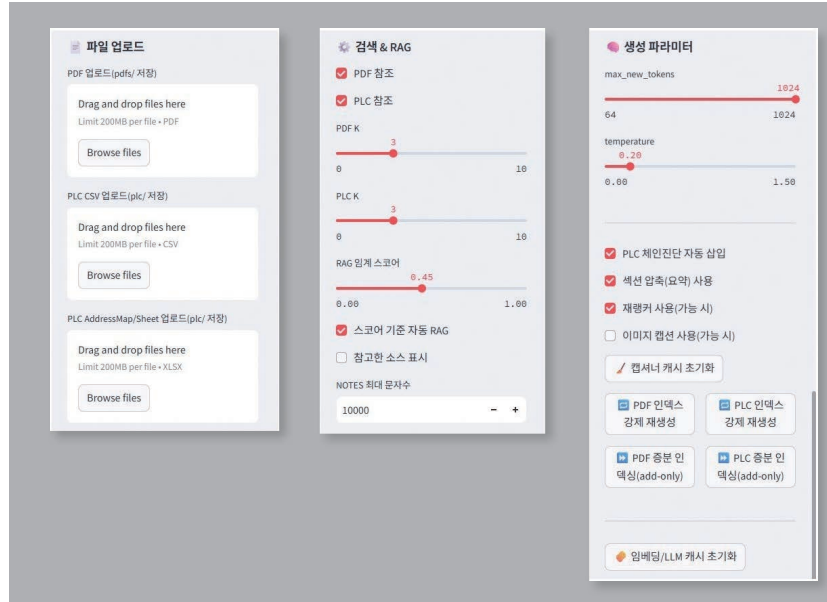 파일 업로드
PDF 업로드(pdfs/ 저장)
Drag and drop files here
Limit 200MB per file • PDF
Browse files
PLC CSV 업로드(plc/ 저장)
Drag and drop files here
Limit 200MB per file • CSV
Browse files
PLC AddressMap/Sheet 업로드(plc/ 저장)
Drag and drop files here
Limit 200MB per file • XLSX
Browse files
검색 & RAG
PDF 참조
PLC 참조
PDF K
3
0 10
PLC K
3
0 10
RAG 임계 스코어
0.45
0.00 1.00
스코어 기준 자동 RAG
참고한 소스 표시
NOTES 최대 문자수
10000 - +
생성 파라미터
max_new_tokens
1024
64 1024
temperature
0.20
0.00 1.50
PLC 체인진단 자동 삽입
섹션 압축(요약) 사용
재랭커 사용(가능 시)
이미지 캡션 사용(가능 시)
캡셔너 캐시 초기화
PDF 인덱스
강제 재생성
PLC 인덱스
강제 재생성
PDF 증분 인
덱싱(add-only)
PLC 증분 인
덱싱(add-only)
임베딩/LLM 캐시 초기화